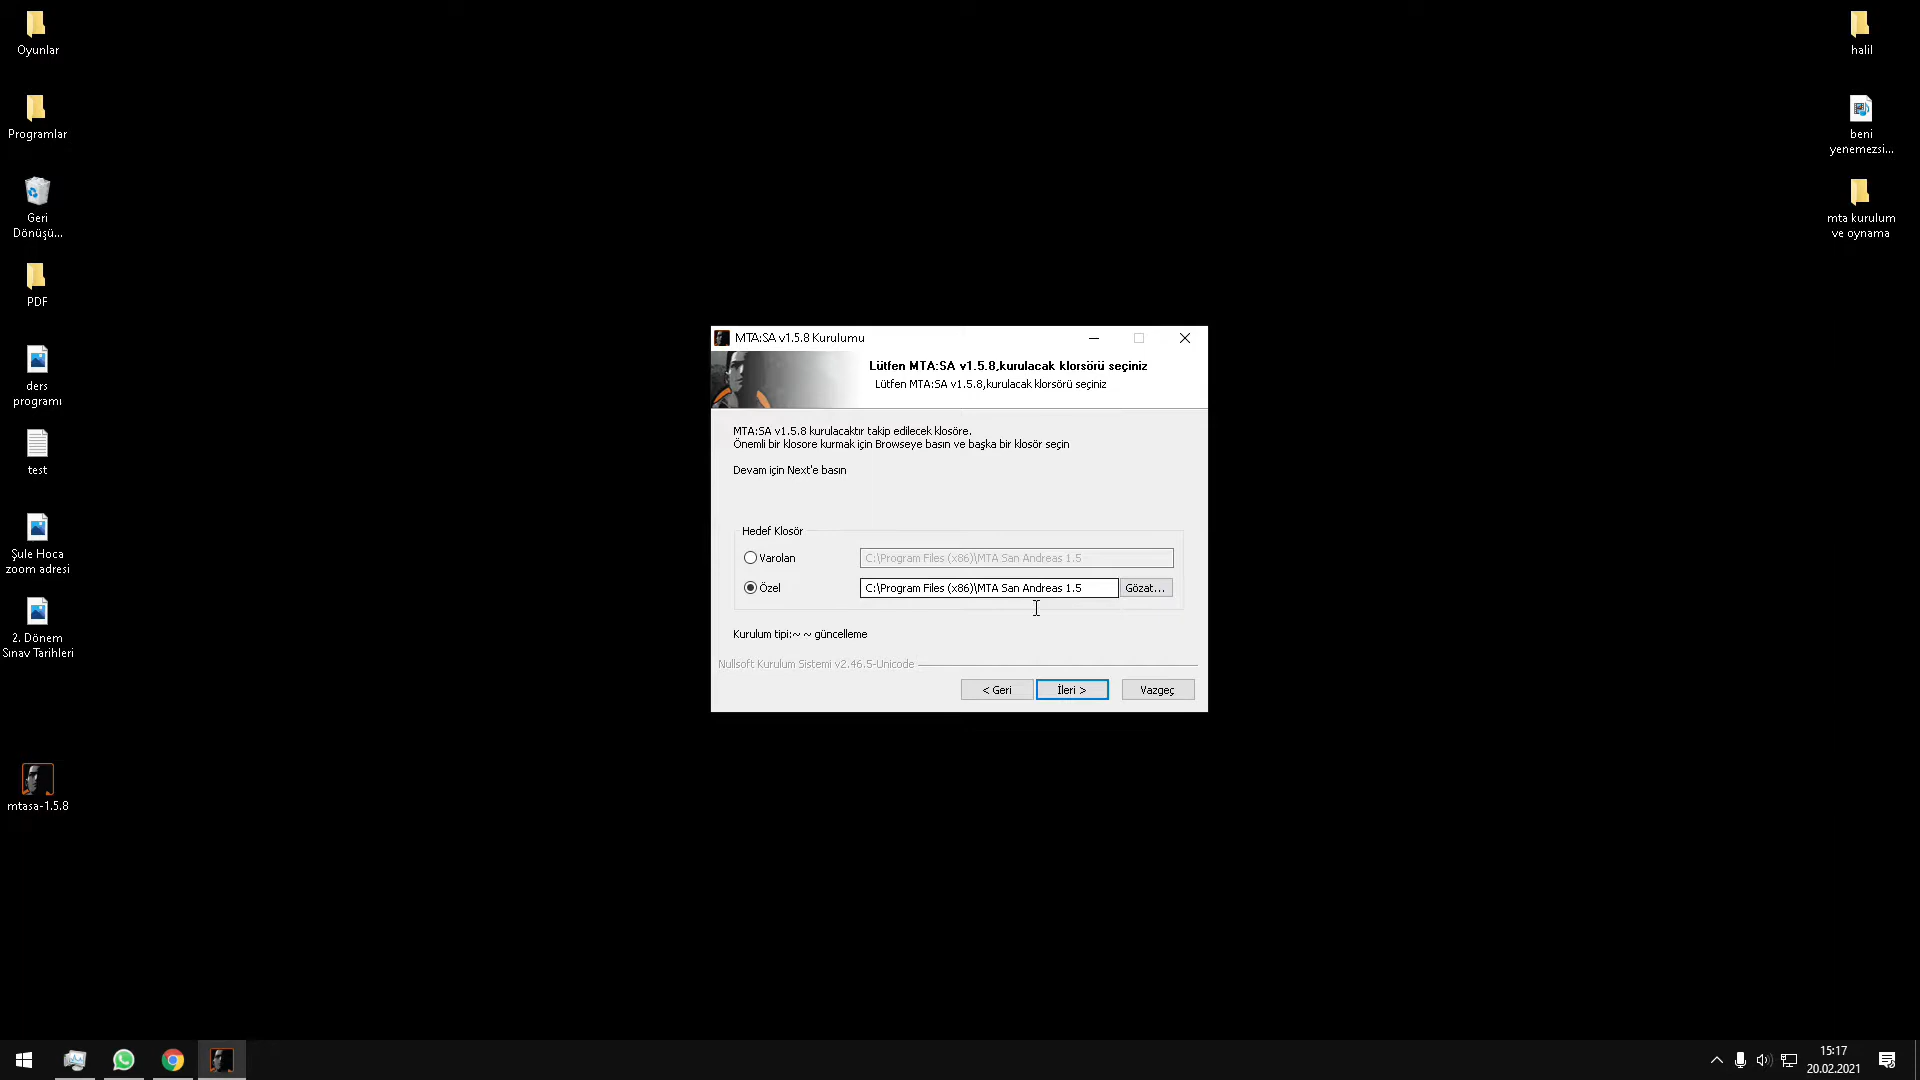 Oyunlar
Programlar
Geri
Dönüşü...
PDF
ders
programı
test
Şule Hoca
zoom adresi
2. Dönem
Sınav Tarihleri
mtasa-1.5.8
halil
beni
yenemezsi...
mta kurulum
ve oynama
MTA:SA v1.5.8 Kurulumu
Lütfen MTA:SA v1.5.8,kurulacak klorsörü seçiniz
Lütfen MTA:SA v1.5.8,kurulacak klorsörü seçiniz
MTA:SA v1.5.8 kurulacaktır takip edilecek klosöre.
Önemli bir klosore kurmak için Browseye basın ve başka bir klosör seçin
Devam için Next'e basın
Hedef Klosör
Varolan C:\Program Files (x86)\MTA San Andreas 1.5
Özel C:\Program Files (x86)\MTA San Andreas 1.5 Gözat...
Kurulum tipi:~ ~ güncelleme
Nullsoft Kurulum Sistemi v2.46.5-Unicode
< Geri İleri > Vazgeç
15:17
20.02.2021